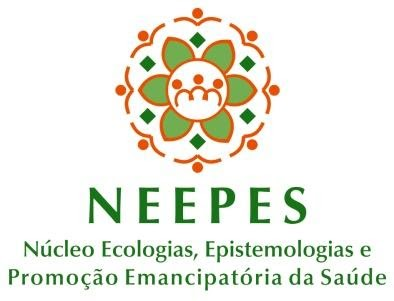 NEEPES
Núcleo Ecologias, Epistemologias e
Promoção Emancipatória da Saúde